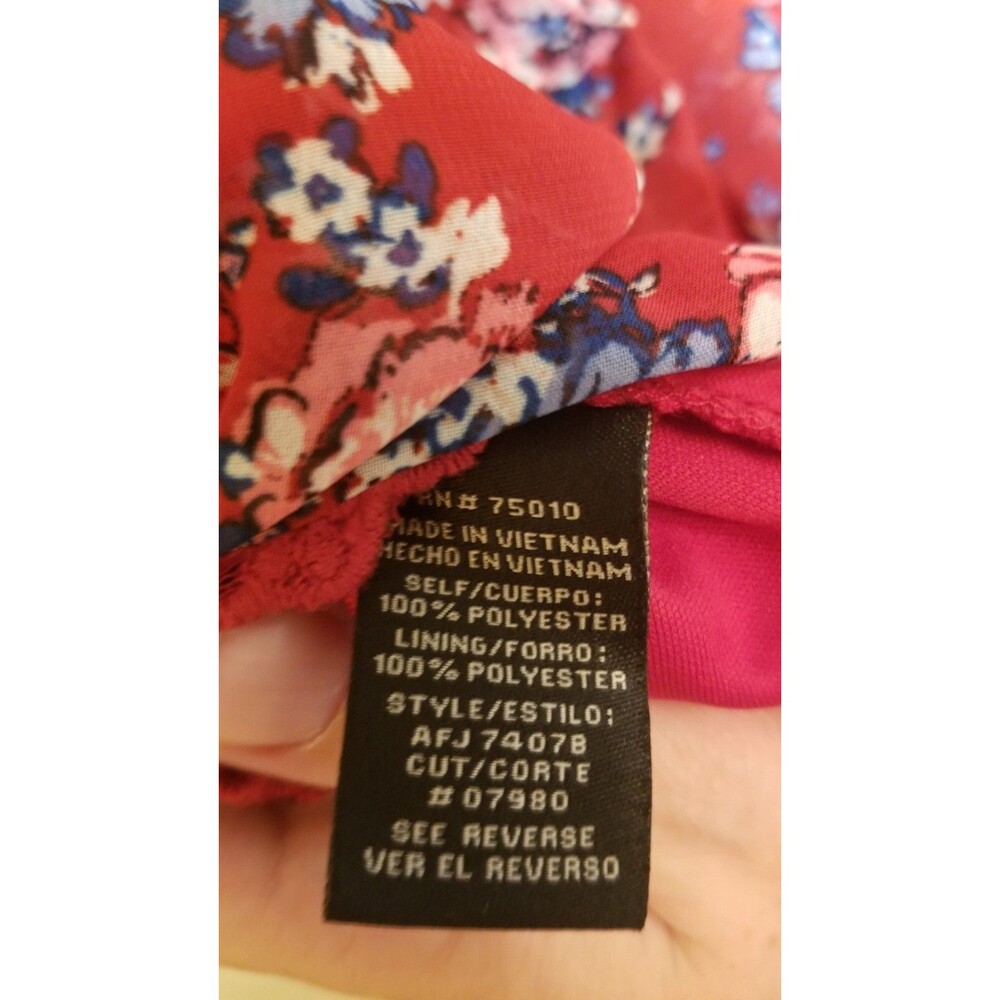 RN# 75010
MADE IN VIETNAM
HECHO EN VIETNAM
SELF/CUERPO:
100% POLYESTER
LINING/FORRO:
100% POLYESTER
STYLE/ESTILO:
AFJ 7407B
CUT/CORTE
#07980
SEE REVERSE
VER EL REVERSO